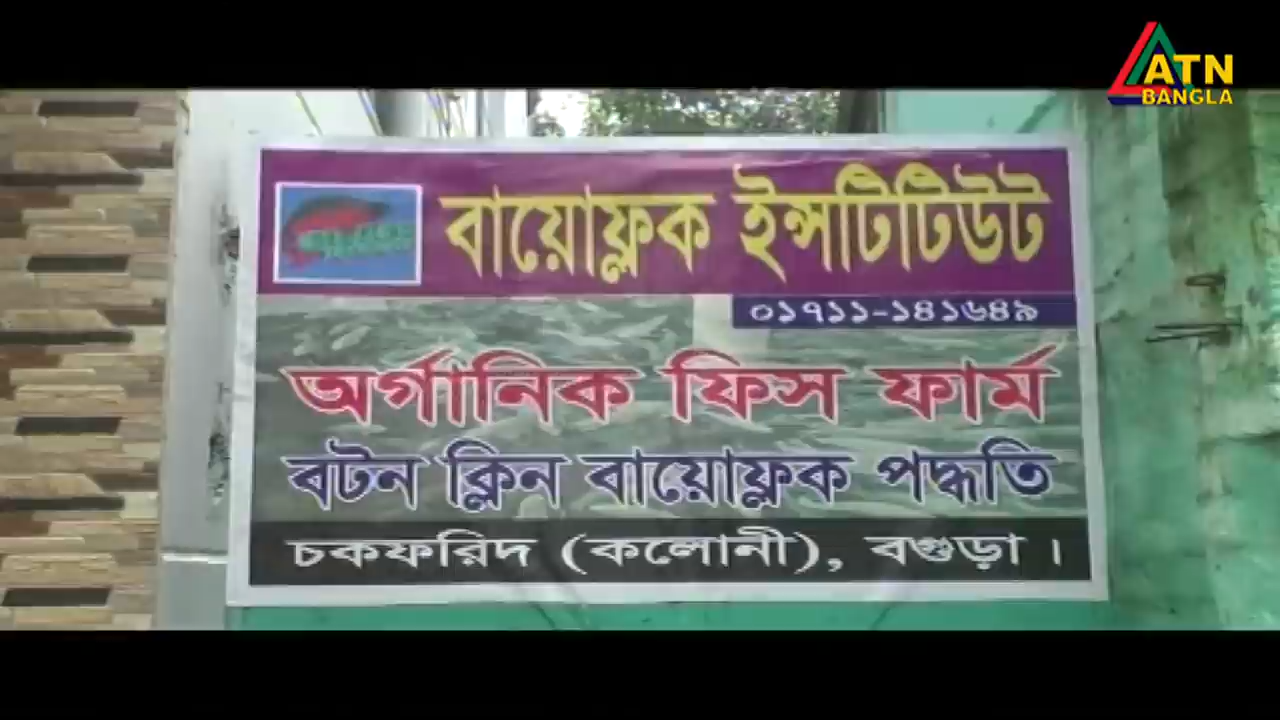 ATN
BANGLA
বায়োফ্লক ইন্সটিটিউট
০১৭১১-১৪১৬৪৯
অর্গানিক ফিস ফার্ম
বটন ক্লিন বায়োফ্লক পদ্ধতি
চকফরিদ (কলোনী), বগুড়া।